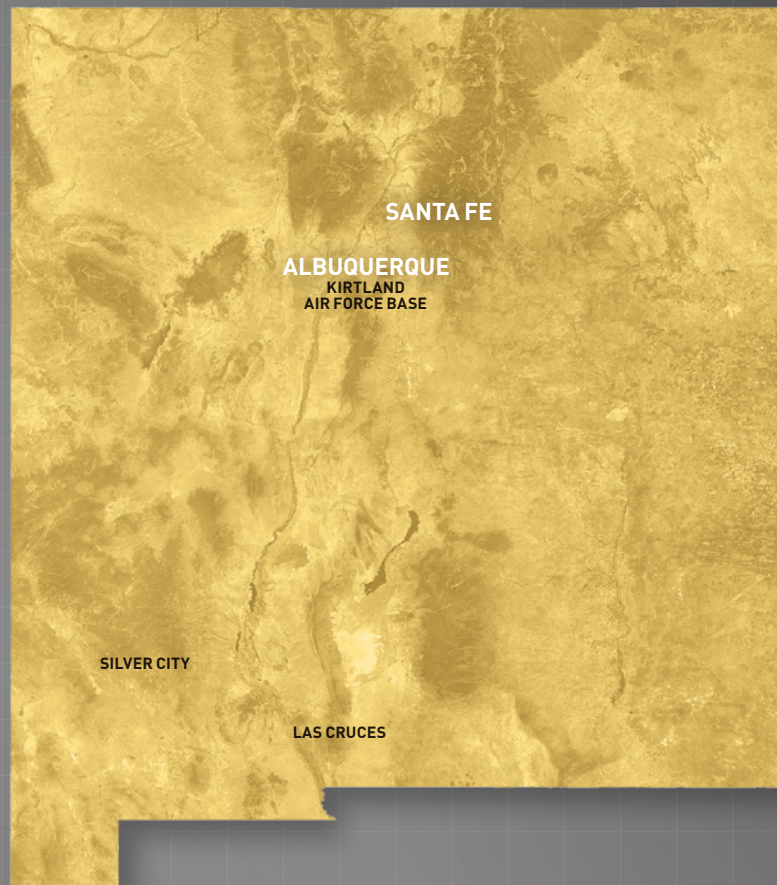 SANTA FE
ALBUQUERQUE
KIRTLAND
AIR FORCE BASE
SILVER CITY
LAS CRUCES